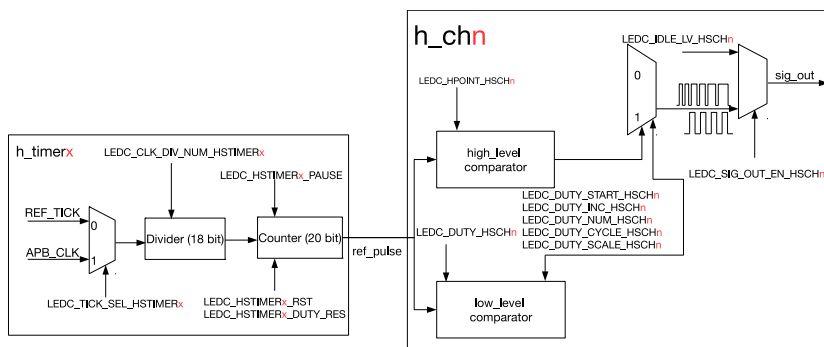 h_chn
LEDC_IDLE_LV_HSCHn
sig_out
0
1
LEDC_HPOINT_HSCHn
high_level
comparator
LEDC_SIG_OUT_EN_HSCHn
h_timerx
LEDC_CLK_DIV_NUM_HSTIMERx
LEDC_HSTIMERx_PAUSE
REF_TICK
0
APB_CLK
1
Divider (18 bit)
Counter (20 bit)
ref_pulse
LEDC_TICK_SEL_HSTIMERx
LEDC_HSTIMERx_RST
LEDC_HSTIMERx_DUTY_RES
LEDC_DUTY_START_HSCHn
LEDC_DUTY_INC_HSCHn
LEDC_DUTY_NUM_HSCHn
LEDC_DUTY_CYCLE_HSCHn
LEDC_DUTY_SCALE_HSCHn
LEDC_DUTY_HSCHn
low_level
comparator